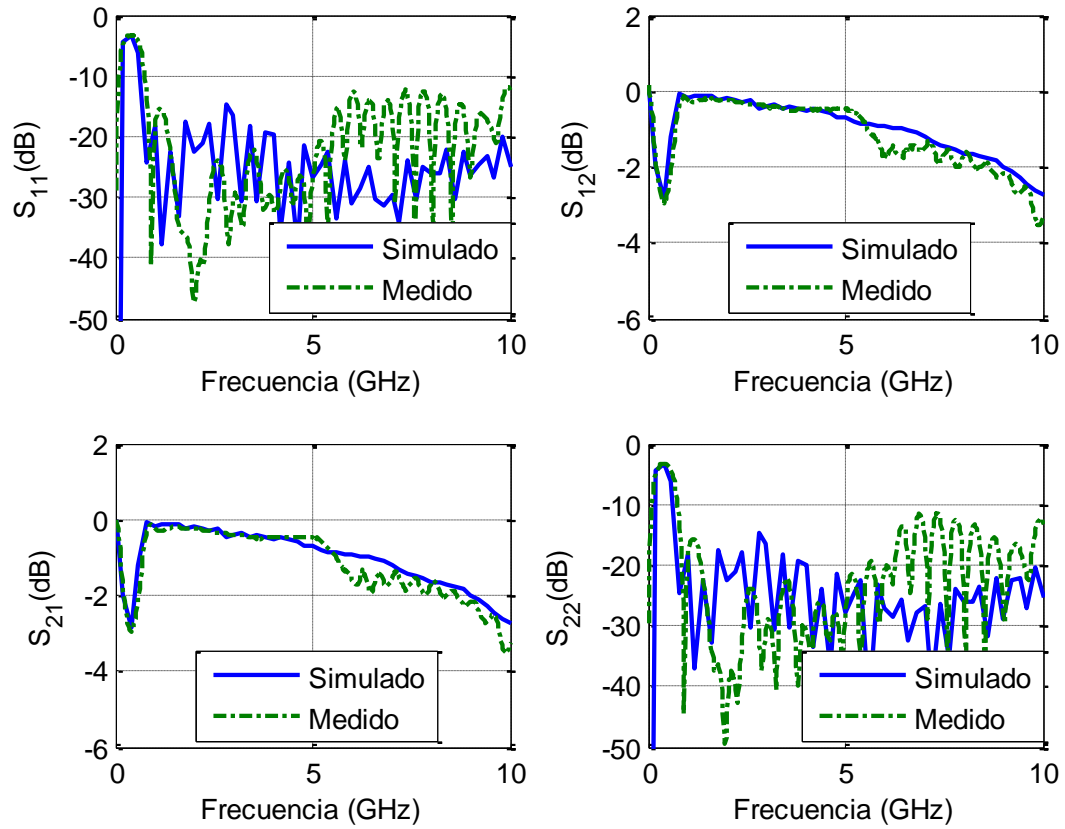 0
-10
-20
-30
-40
-50
S11(dB)
0
5
10
Frecuencia (GHz)
Simulado
Medido
2
0
-2
-4
-6
S12(dB)
0
5
10
Frecuencia (GHz)
Simulado
Medido
2
0
-2
-4
-6
S21(dB)
0
5
10
Frecuencia (GHz)
Simulado
Medido
0
-10
-20
-30
-40
-50
S22(dB)
0
5
10
Frecuencia (GHz)
Simulado
Medido